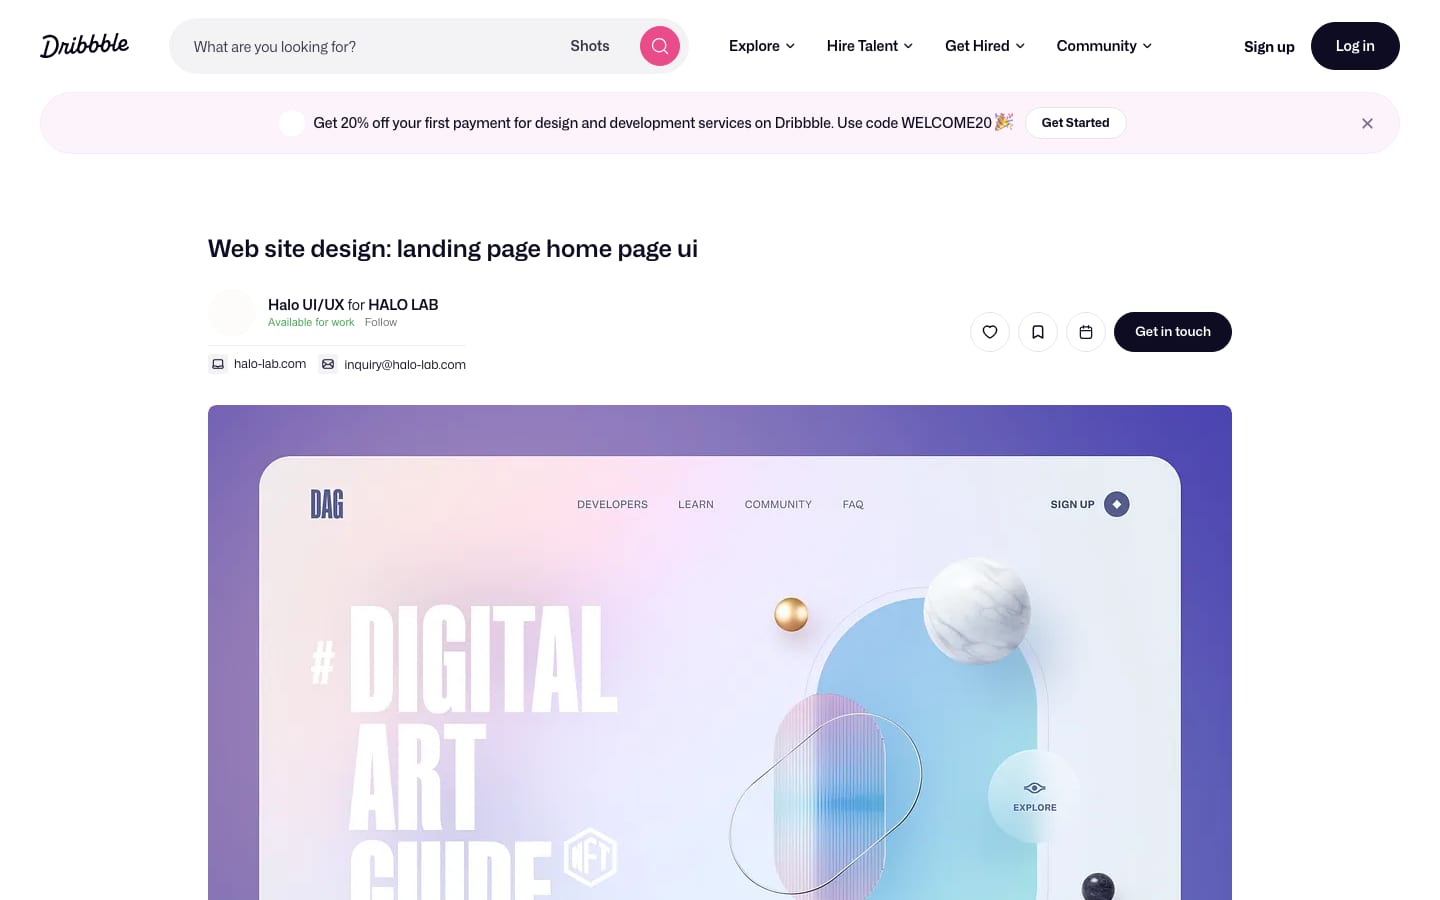 Dribbble
What are you looking for?
Shots
Explore
Hire Talent
Get Hired
Community
Sign up
Log in
Get 20% off your first payment for design and development services on Dribbble. Use code WELCOME20 🎉
Get Started
Web site design: landing page home page ui
Halo UI/UX for HALO LAB
Available for work Follow
halo-lab.com
inquiry@halo-lab.com
Get in touch
DAG
DEVELOPERS
LEARN
COMMUNITY
FAQ
SIGN UP
# DIGITAL
ART
GUIDE
NFT
EXPLORE